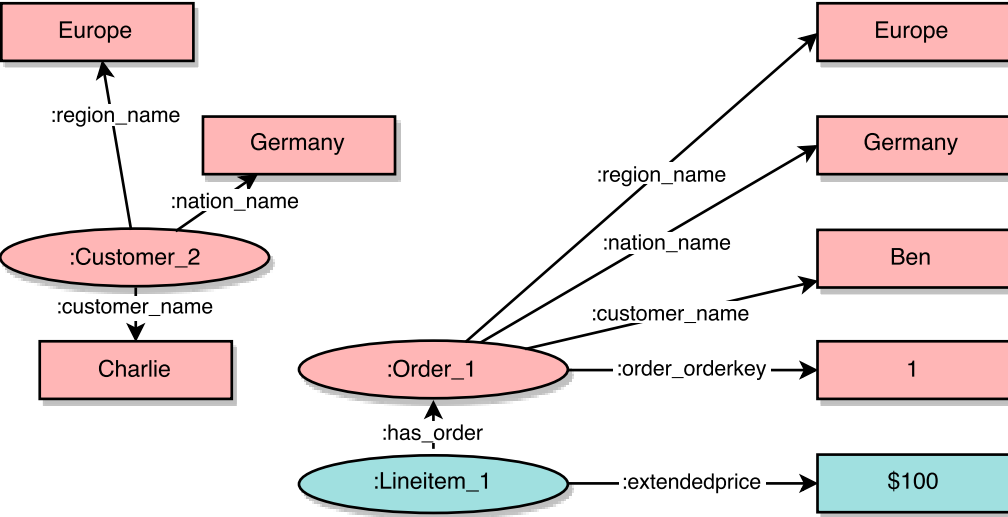 Europe
Europe
:region_name
Germany
Germany
:region_name
:nation_name
:nation_name
:Customer_2
Ben
:customer_name
:customer_name
Charlie
:Order_1
:order_orderkey
1
:has_order
:Lineitem_1
:extendedprice
$100